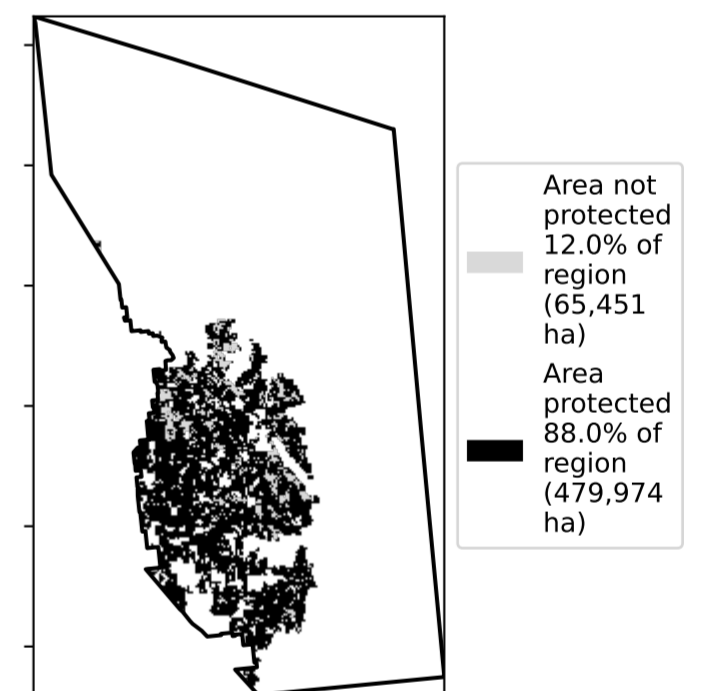 Area not
protected
12.0% of
region
(65,451
ha)
Area
protected
88.0% of
region
(479,974
ha)